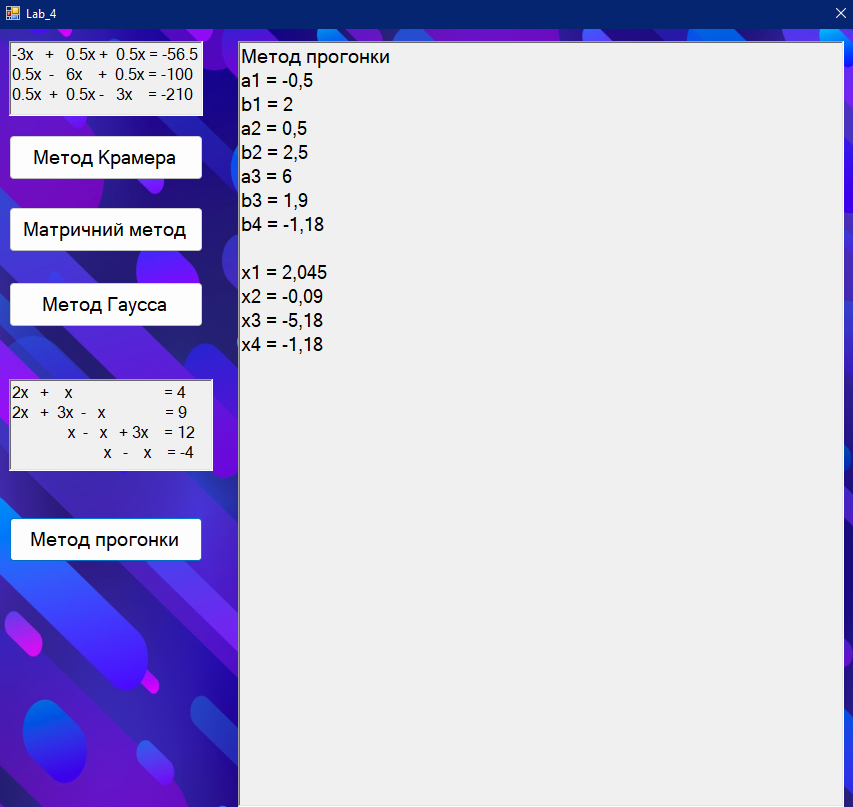 Lab_4
-3x + 0.5x + 0.5x = -56.5
0.5x - 6x + 0.5x = -100
0.5x + 0.5x - 3x = -210
Метод Крамера
Матричний метод
Метод Гаусса
2x + x = 4
2x + 3x - x = 9
x - x + 3x = 12
x - x = -4
Метод прогонки
Метод прогонки
a1 = -0,5
b1 = 2
a2 = 0,5
b2 = 2,5
a3 = 6
b3 = 1,9
b4 = -1,18
x1 = 2,045
x2 = -0,09
x3 = -5,18
x4 = -1,18